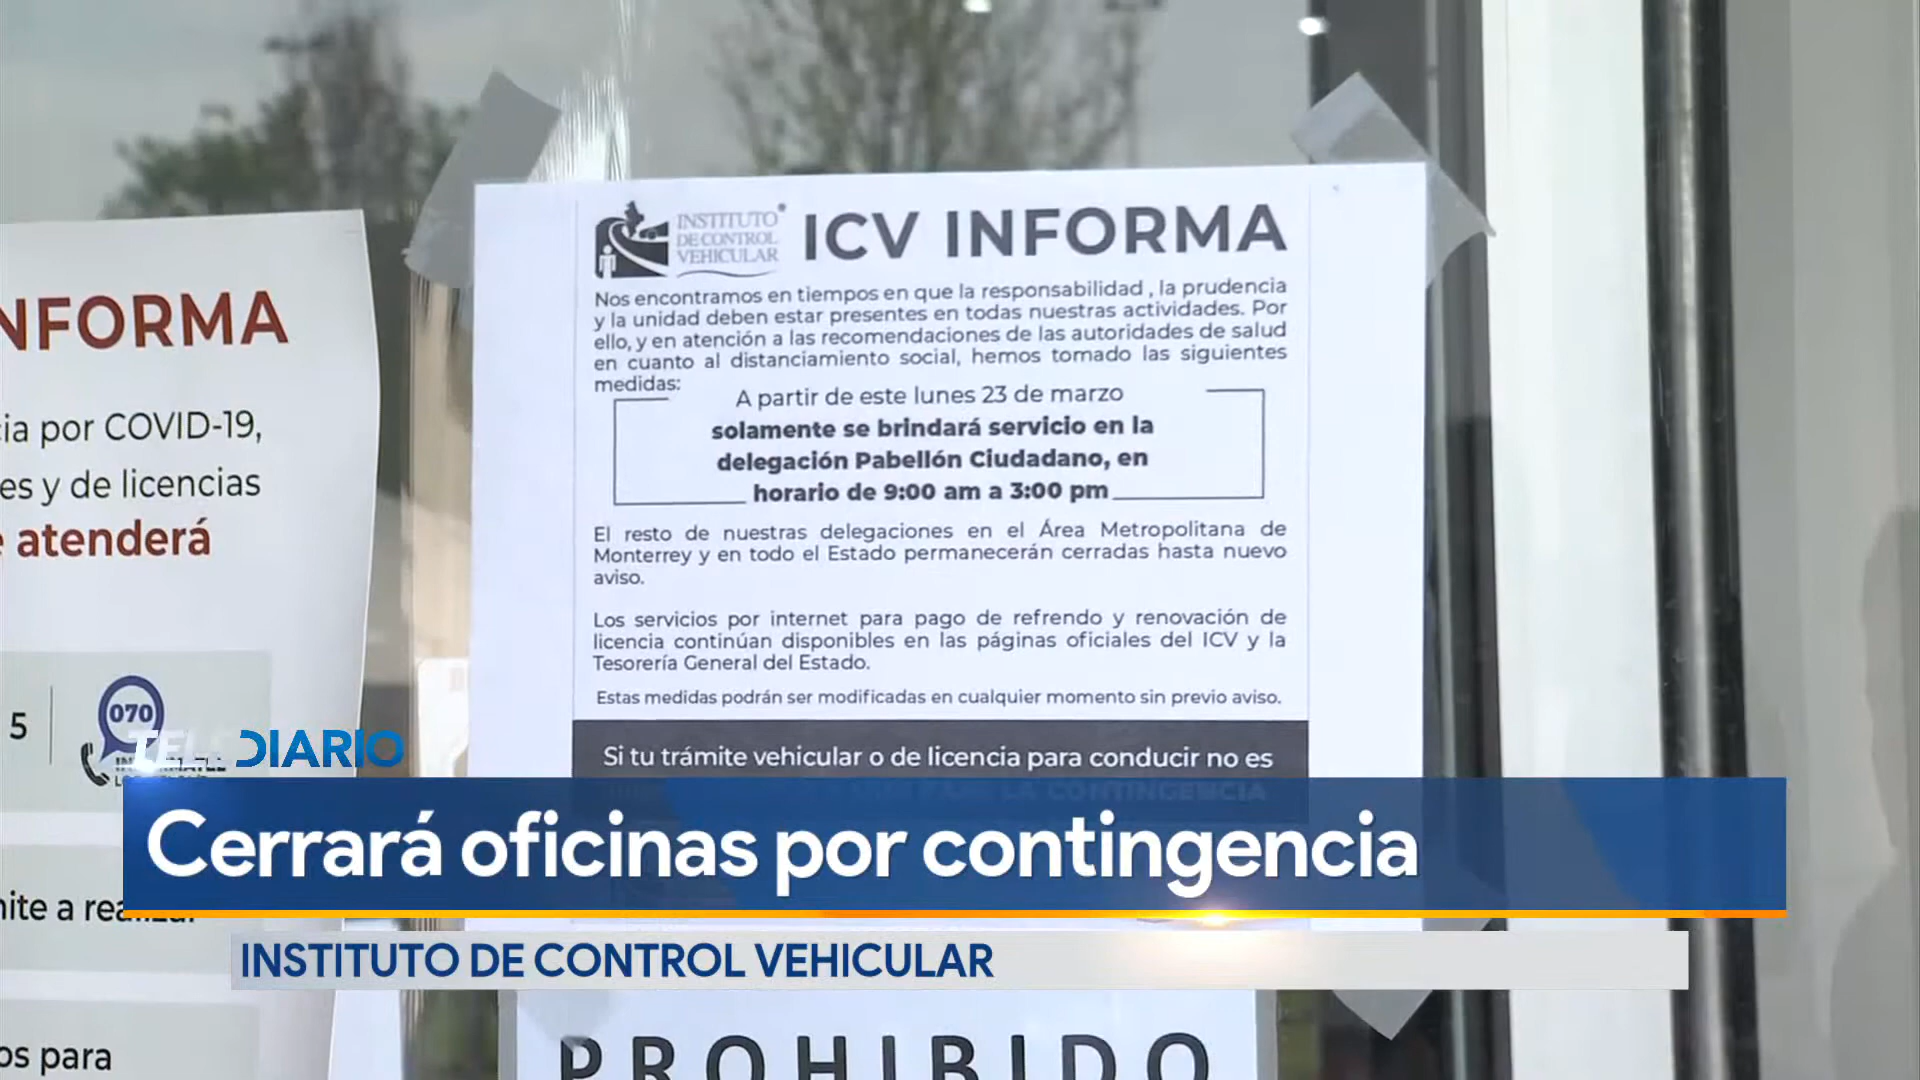 NFORMA
ia por COVID-19,
es y de licencias
atenderá
5
070
ite a realizar
os para
INSTITUTO
DE CONTROL
VEHICULAR
ICV INFORMA
Nos encontramos en tiempos en que la responsabilidad , la prudencia
y la unidad deben estar presentes en todas nuestras actividades. Por
ello, y en atención a las recomendaciones de las autoridades de salud
en cuanto al distanciamiento social, hemos tomado las siguientes
medidas:
A partir de este lunes 23 de marzo
solamente se brindará servicio en la
delegación Pabellón Ciudadano, en
horario de 9:00 am a 3:00 pm
El resto de nuestras delegaciones en el Área Metropolitana de
Monterrey y en todo el Estado permanecerán cerradas hasta nuevo
aviso.
Los servicios por internet para pago de refrendo y renovación de
licencia continúan disponibles en las páginas oficiales del ICV y la
Tesorería General del Estado.
Estas medidas podrán ser modificadas en cualquier momento sin previo aviso.
Si tu trámite vehicular o de licencia para conducir no es
LA CONTINGENCIA
TELEDIARIO
Cerrará oficinas por contingencia
INSTITUTO DE CONTROL VEHICULAR
PROHIBIDO